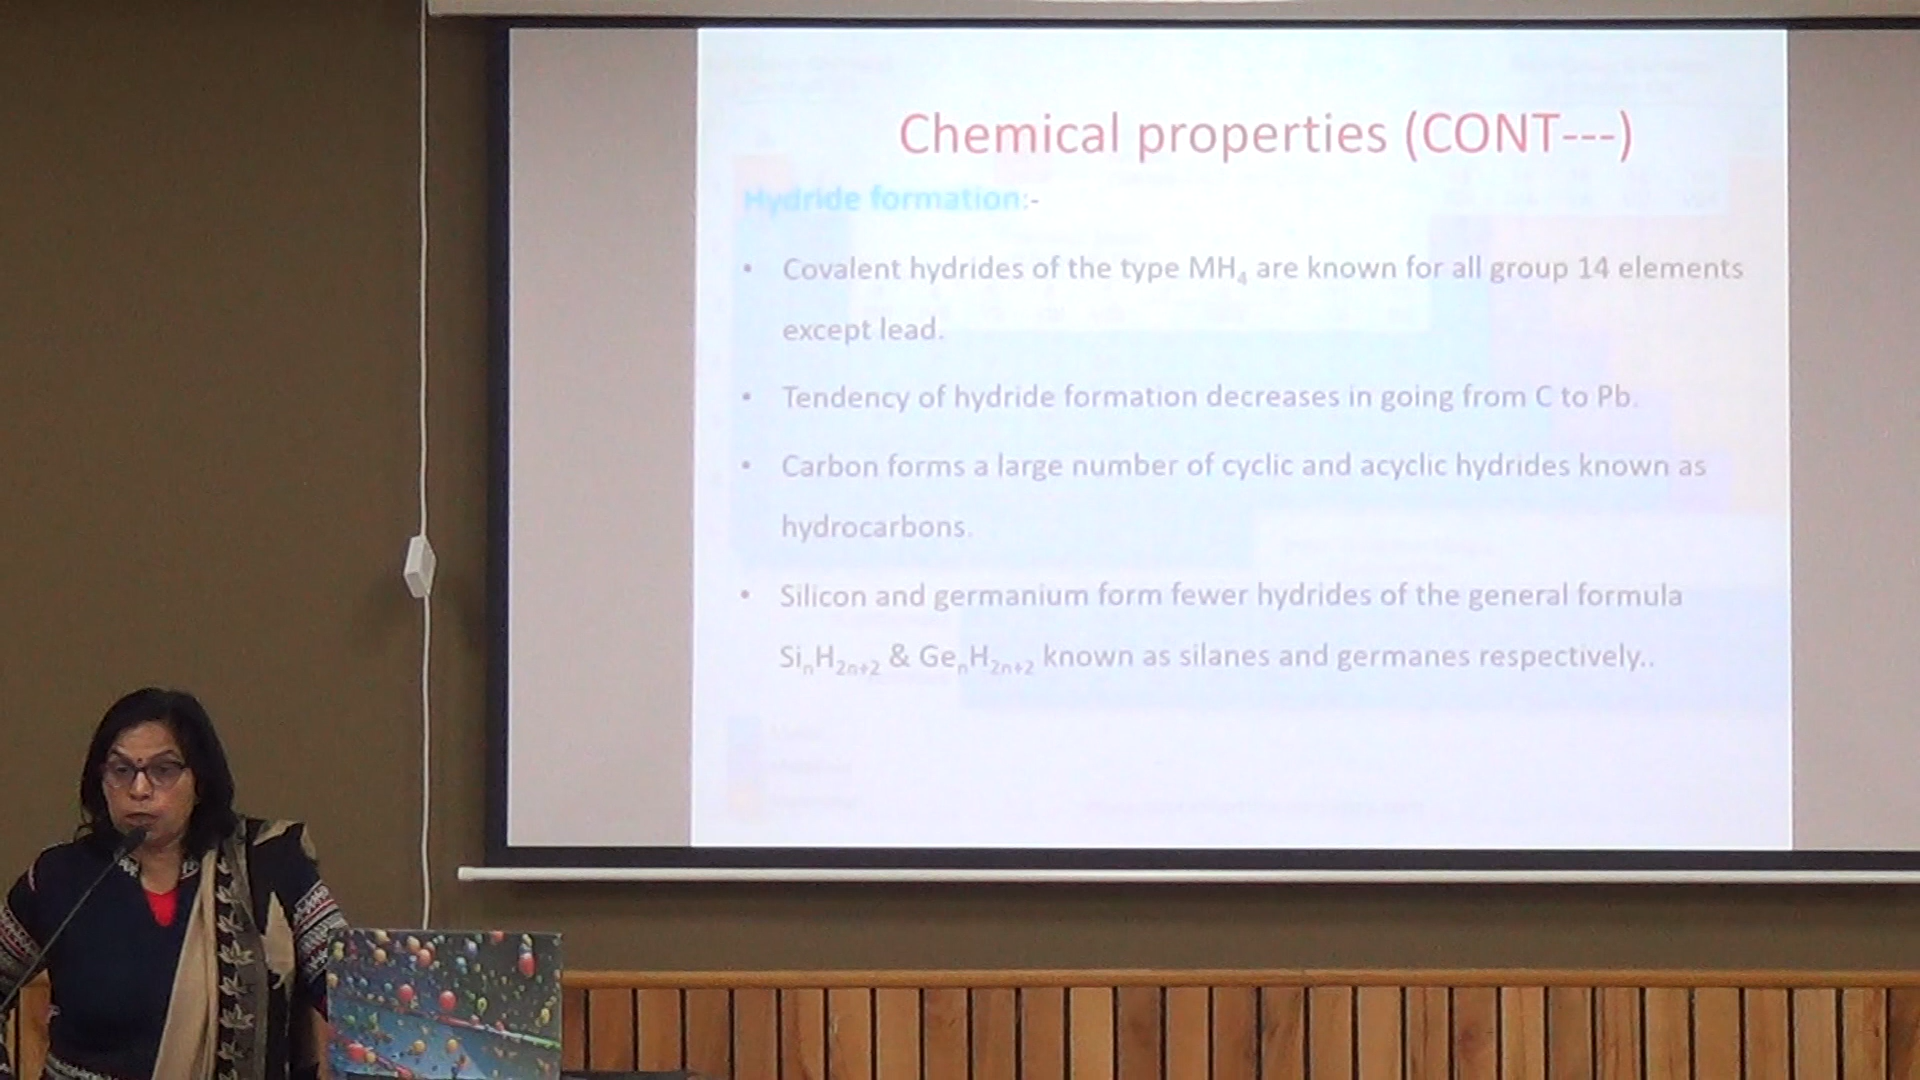 Chemical properties (CONT---)
Hydride formation:-
• Covalent hydrides of the type MH₄ are known for all group 14 elements
except lead.
• Tendency of hydride formation decreases in going from C to Pb.
• Carbon forms a large number of cyclic and acyclic hydrides known as
hydrocarbons.
• Silicon and germanium form fewer hydrides of the general formula
SiₙH₂ₙ₊₂ & GeₙH₂ₙ₊₂ known as silanes and germanes respectively..